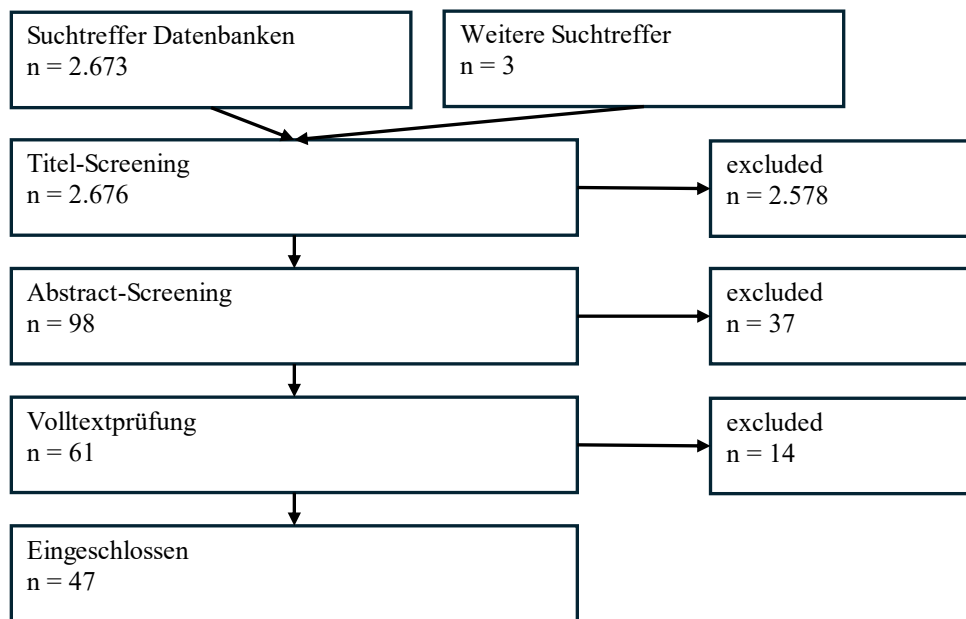 Suchtreffer Datenbanken
n = 2.673
Weitere Suchtreffer
n = 3
Titel-Screening
n = 2.676
excluded
n = 2.578
Abstract-Screening
n = 98
excluded
n = 37
Volltextprüfung
n = 61
excluded
n = 14
Eingeschlossen
n = 47